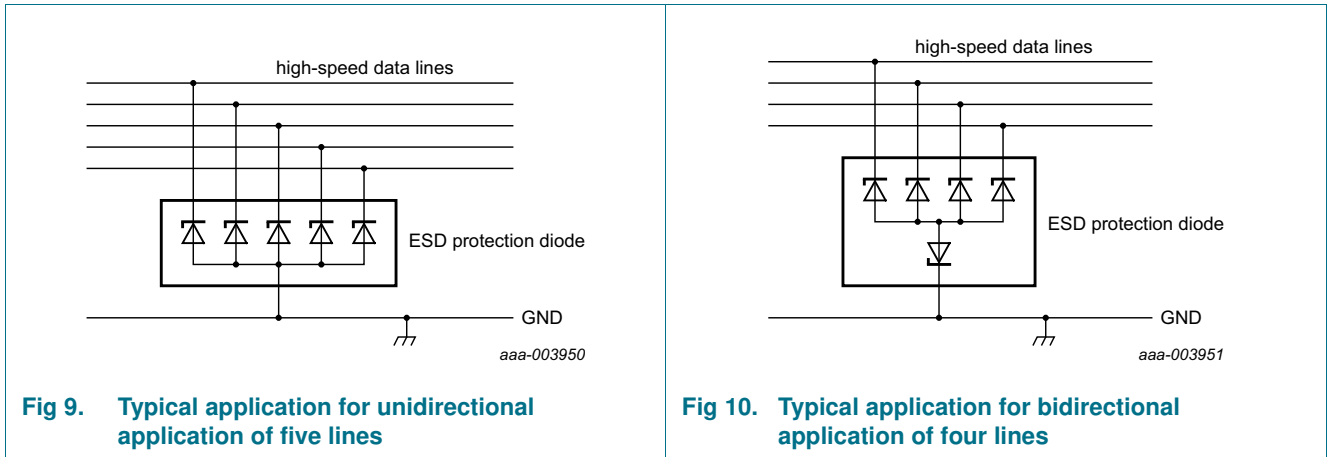 high-speed data lines
ESD protection diode
GND
aaa-003950
Fig 9. Typical application for unidirectional
application of five lines
high-speed data lines
ESD protection diode
GND
aaa-003951
Fig 10. Typical application for bidirectional
application of four lines